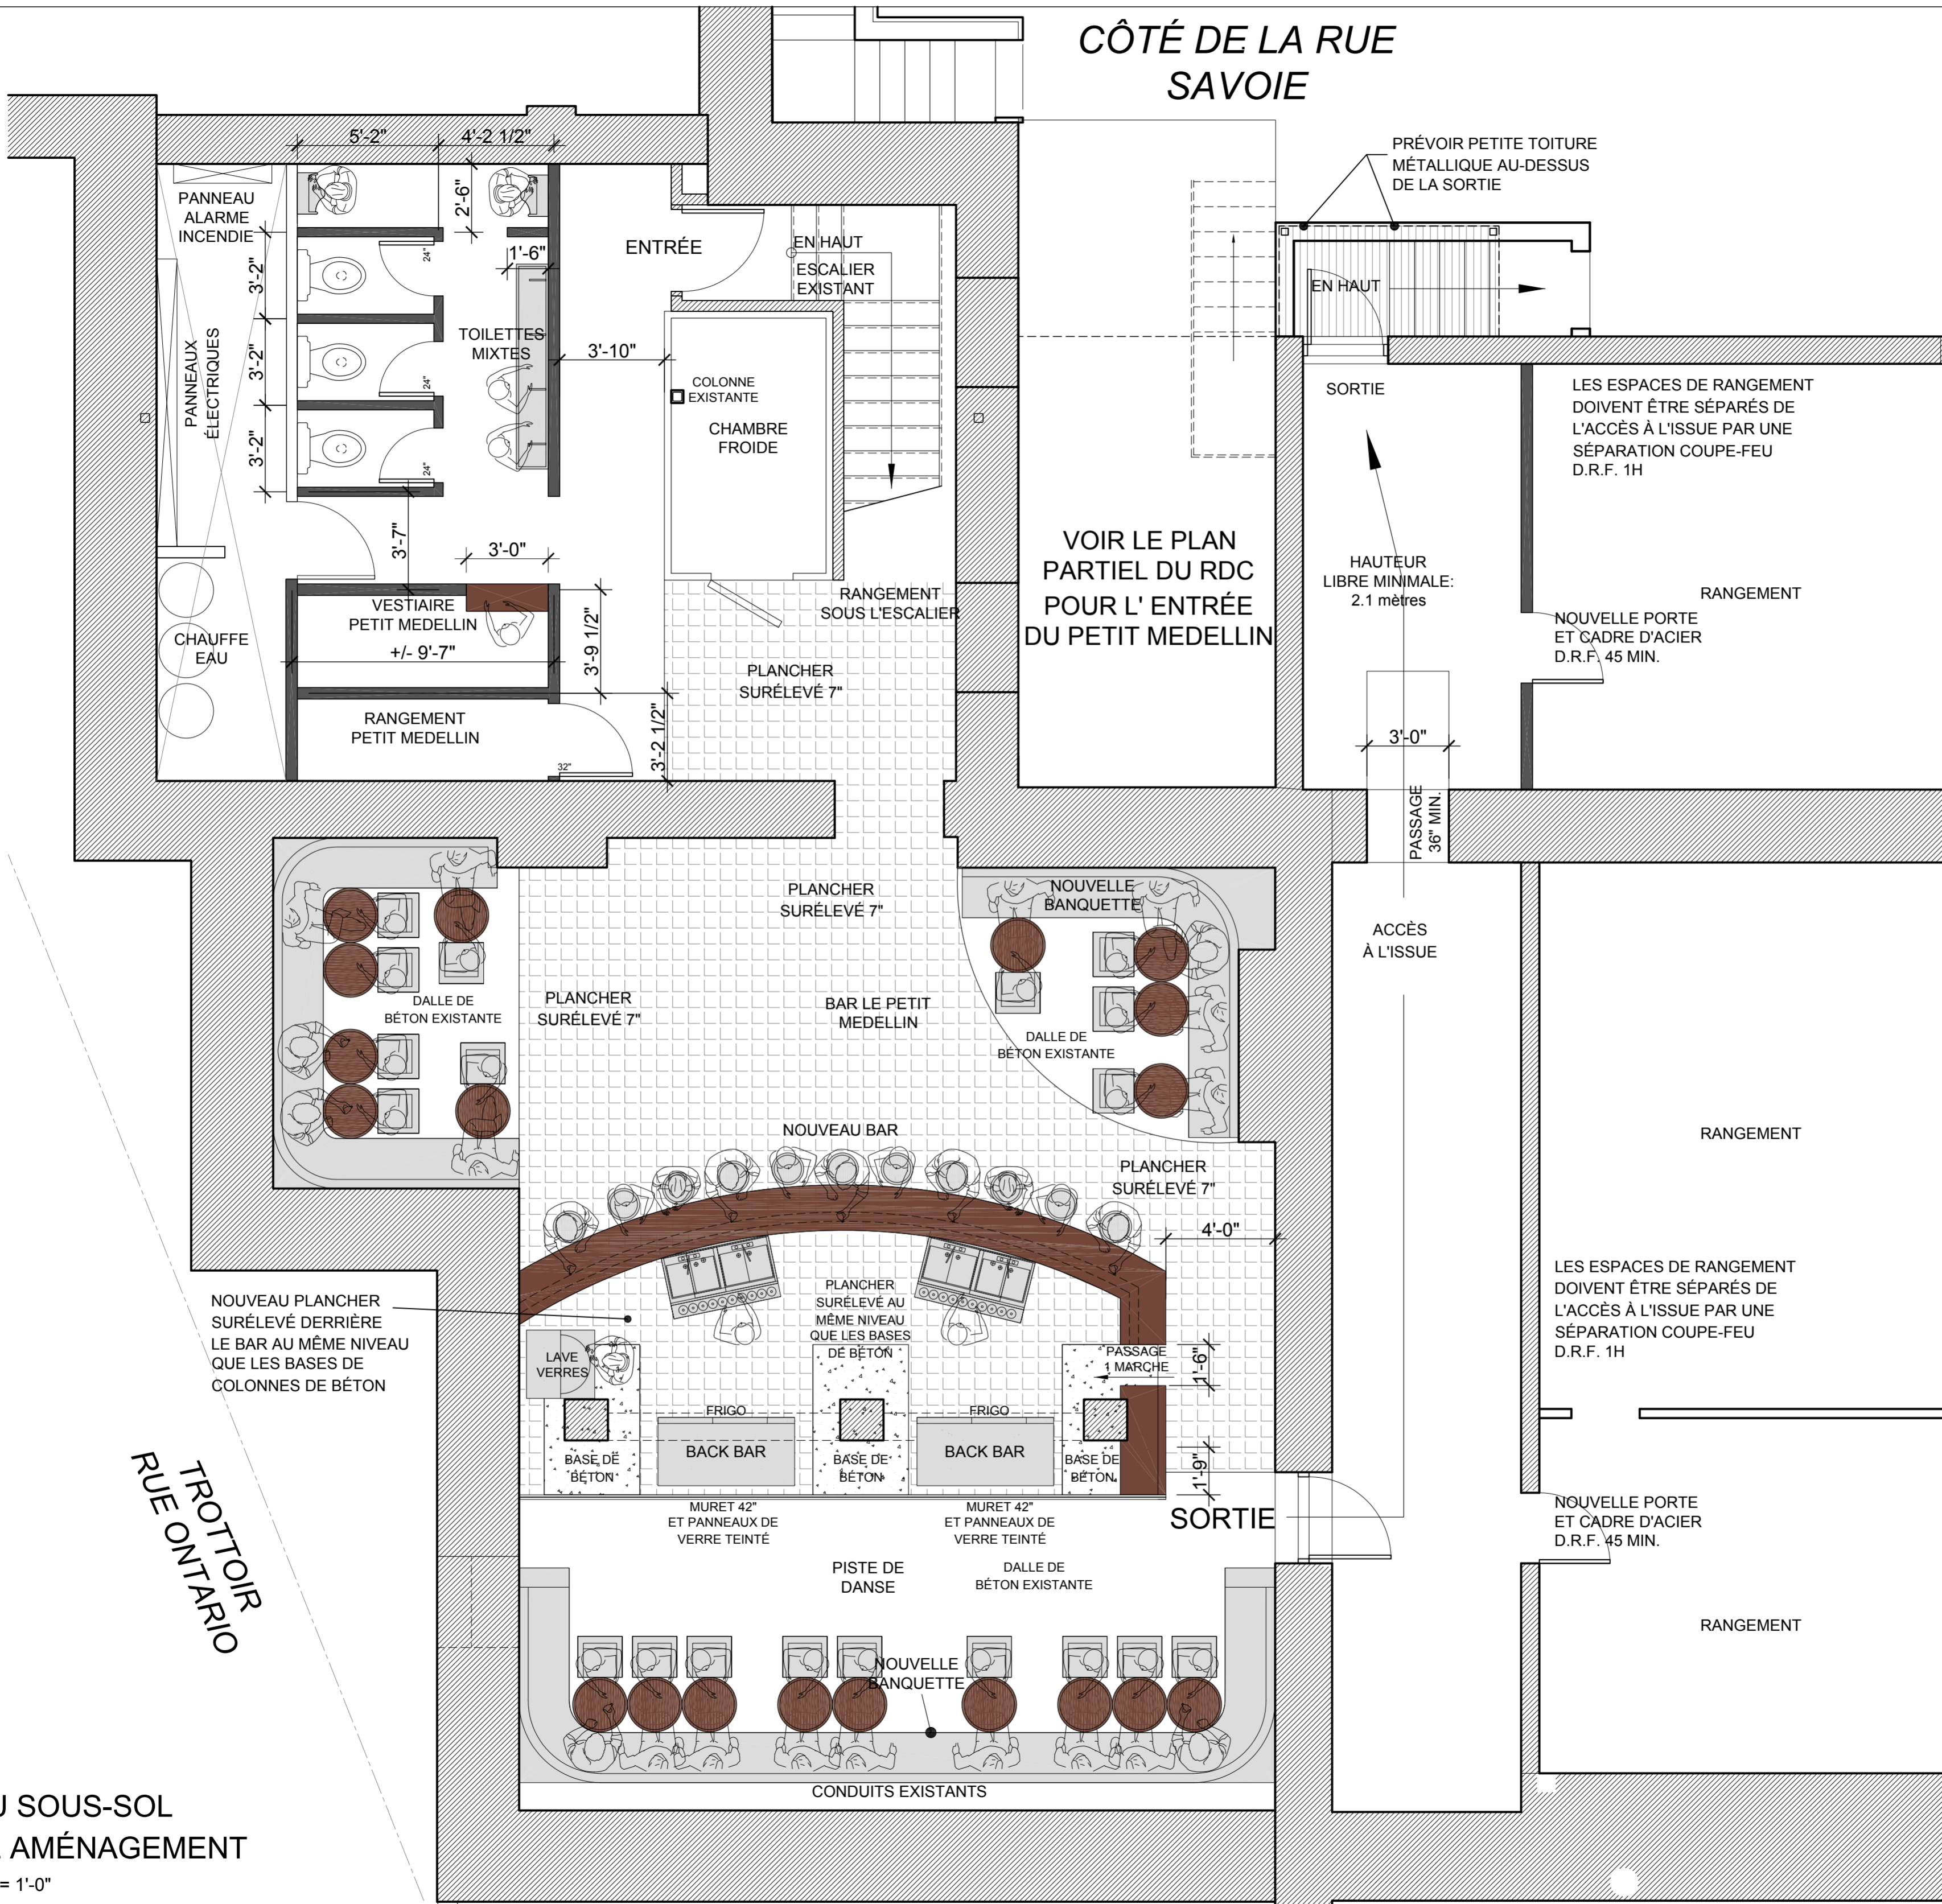 CÔTÉ DE LA RUE
SAVOIE
PRÉVOIR PETITE TOITURE
MÉTALLIQUE AU-DESSUS
DE LA SORTIE
5'-2"
4'-2 1/2"
2'-6"
PANNEAU
ALARME
INCENDIE
24"
1'-6"
ENTRÉE
EN HAUT
ESCALIER
EXISTANT
EN HAUT
3'-2"
PANNEAUX
ÉLECTRIQUES
3'-2"
24"
TOILETTES
MIXTES
3'-10"
COLONNE
EXISTANTE
CHAMBRE
FROIDE
3'-2"
24"
SORTIE
LES ESPACES DE RANGEMENT
DOIVENT ÊTRE SÉPARÉS DE
L'ACCÈS À L'ISSUE PAR UNE
SÉPARATION COUPE-FEU
D.R.F. 1H
3'-7"
3'-0"
VOIR LE PLAN
PARTIEL DU RDC
POUR L' ENTRÉE
DU PETIT MEDELLIN
HAUTEUR
LIBRE MINIMALE:
2.1 mètres
RANGEMENT
NOUVELLE PORTE
ET CADRE D'ACIER
D.R.F. 45 MIN.
VESTIAIRE
PETIT MEDELLIN
+/- 9'-7"
3'-9 1/2"
CHAUFFE
EAU
RANGEMENT
SOUS L'ESCALIER
PLANCHER
SURÉLEVÉ 7"
RANGEMENT
PETIT MEDELLIN
32"
3'-2 1/2"
3'-0"
PASSAGE
36" MIN.
PLANCHER
SURÉLEVÉ 7"
NOUVELLE
BANQUETTE
ACCÈS
À L'ISSUE
DALLE DE
BÉTON EXISTANTE
PLANCHER
SURÉLEVÉ 7"
BAR LE PETIT
MEDELLIN
DALLE DE
BÉTON EXISTANTE
NOUVEAU BAR
RANGEMENT
PLANCHER
SURÉLEVÉ 7"
4'-0"
NOUVEAU PLANCHER
SURÉLEVÉ DERRIÈRE
LE BAR AU MÊME NIVEAU
QUE LES BASES DE
COLONNES DE BÉTON
PLANCHER
SURÉLEVÉ AU
MÊME NIVEAU
QUE LES BASES
DE BÉTON
LAVE
VERRES
PASSAGE
1 MARCHE
1'-6"
LES ESPACES DE RANGEMENT
DOIVENT ÊTRE SÉPARÉS DE
L'ACCÈS À L'ISSUE PAR UNE
SÉPARATION COUPE-FEU
D.R.F. 1H
FRIGO
FRIGO
BACK BAR
BACK BAR
BASE DE
BÉTON
BASE DE
BÉTON
BASE DE
BÉTON
1'-9"
MURET 42"
ET PANNEAUX DE
VERRE TEINTÉ
MURET 42"
ET PANNEAUX DE
VERRE TEINTÉ
SORTIE
NOUVELLE PORTE
ET CADRE D'ACIER
D.R.F. 45 MIN.
TROTTOIR
RUE ONTARIO
PISTE DE
DANSE
DALLE DE
BÉTON EXISTANTE
RANGEMENT
NOUVELLE
BANQUETTE
CONDUITS EXISTANTS
U SOUS-SOL
AMÉNAGEMENT
= 1'-0"